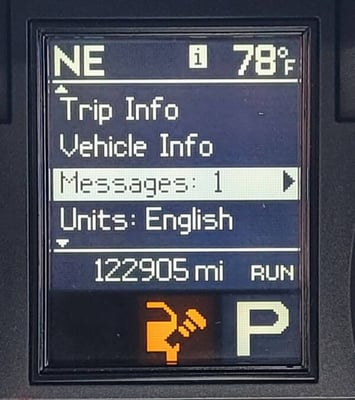 NE i 78°F
Trip Info
Vehicle Info
Messages: 1
Units: English
122905 mi RUN
P